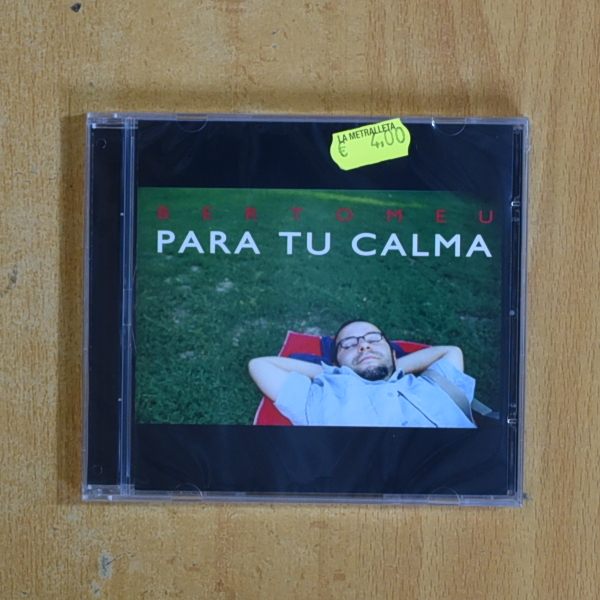 LA METRALLETA
€ 4,00
BERTOMEU
PARA TU CALMA